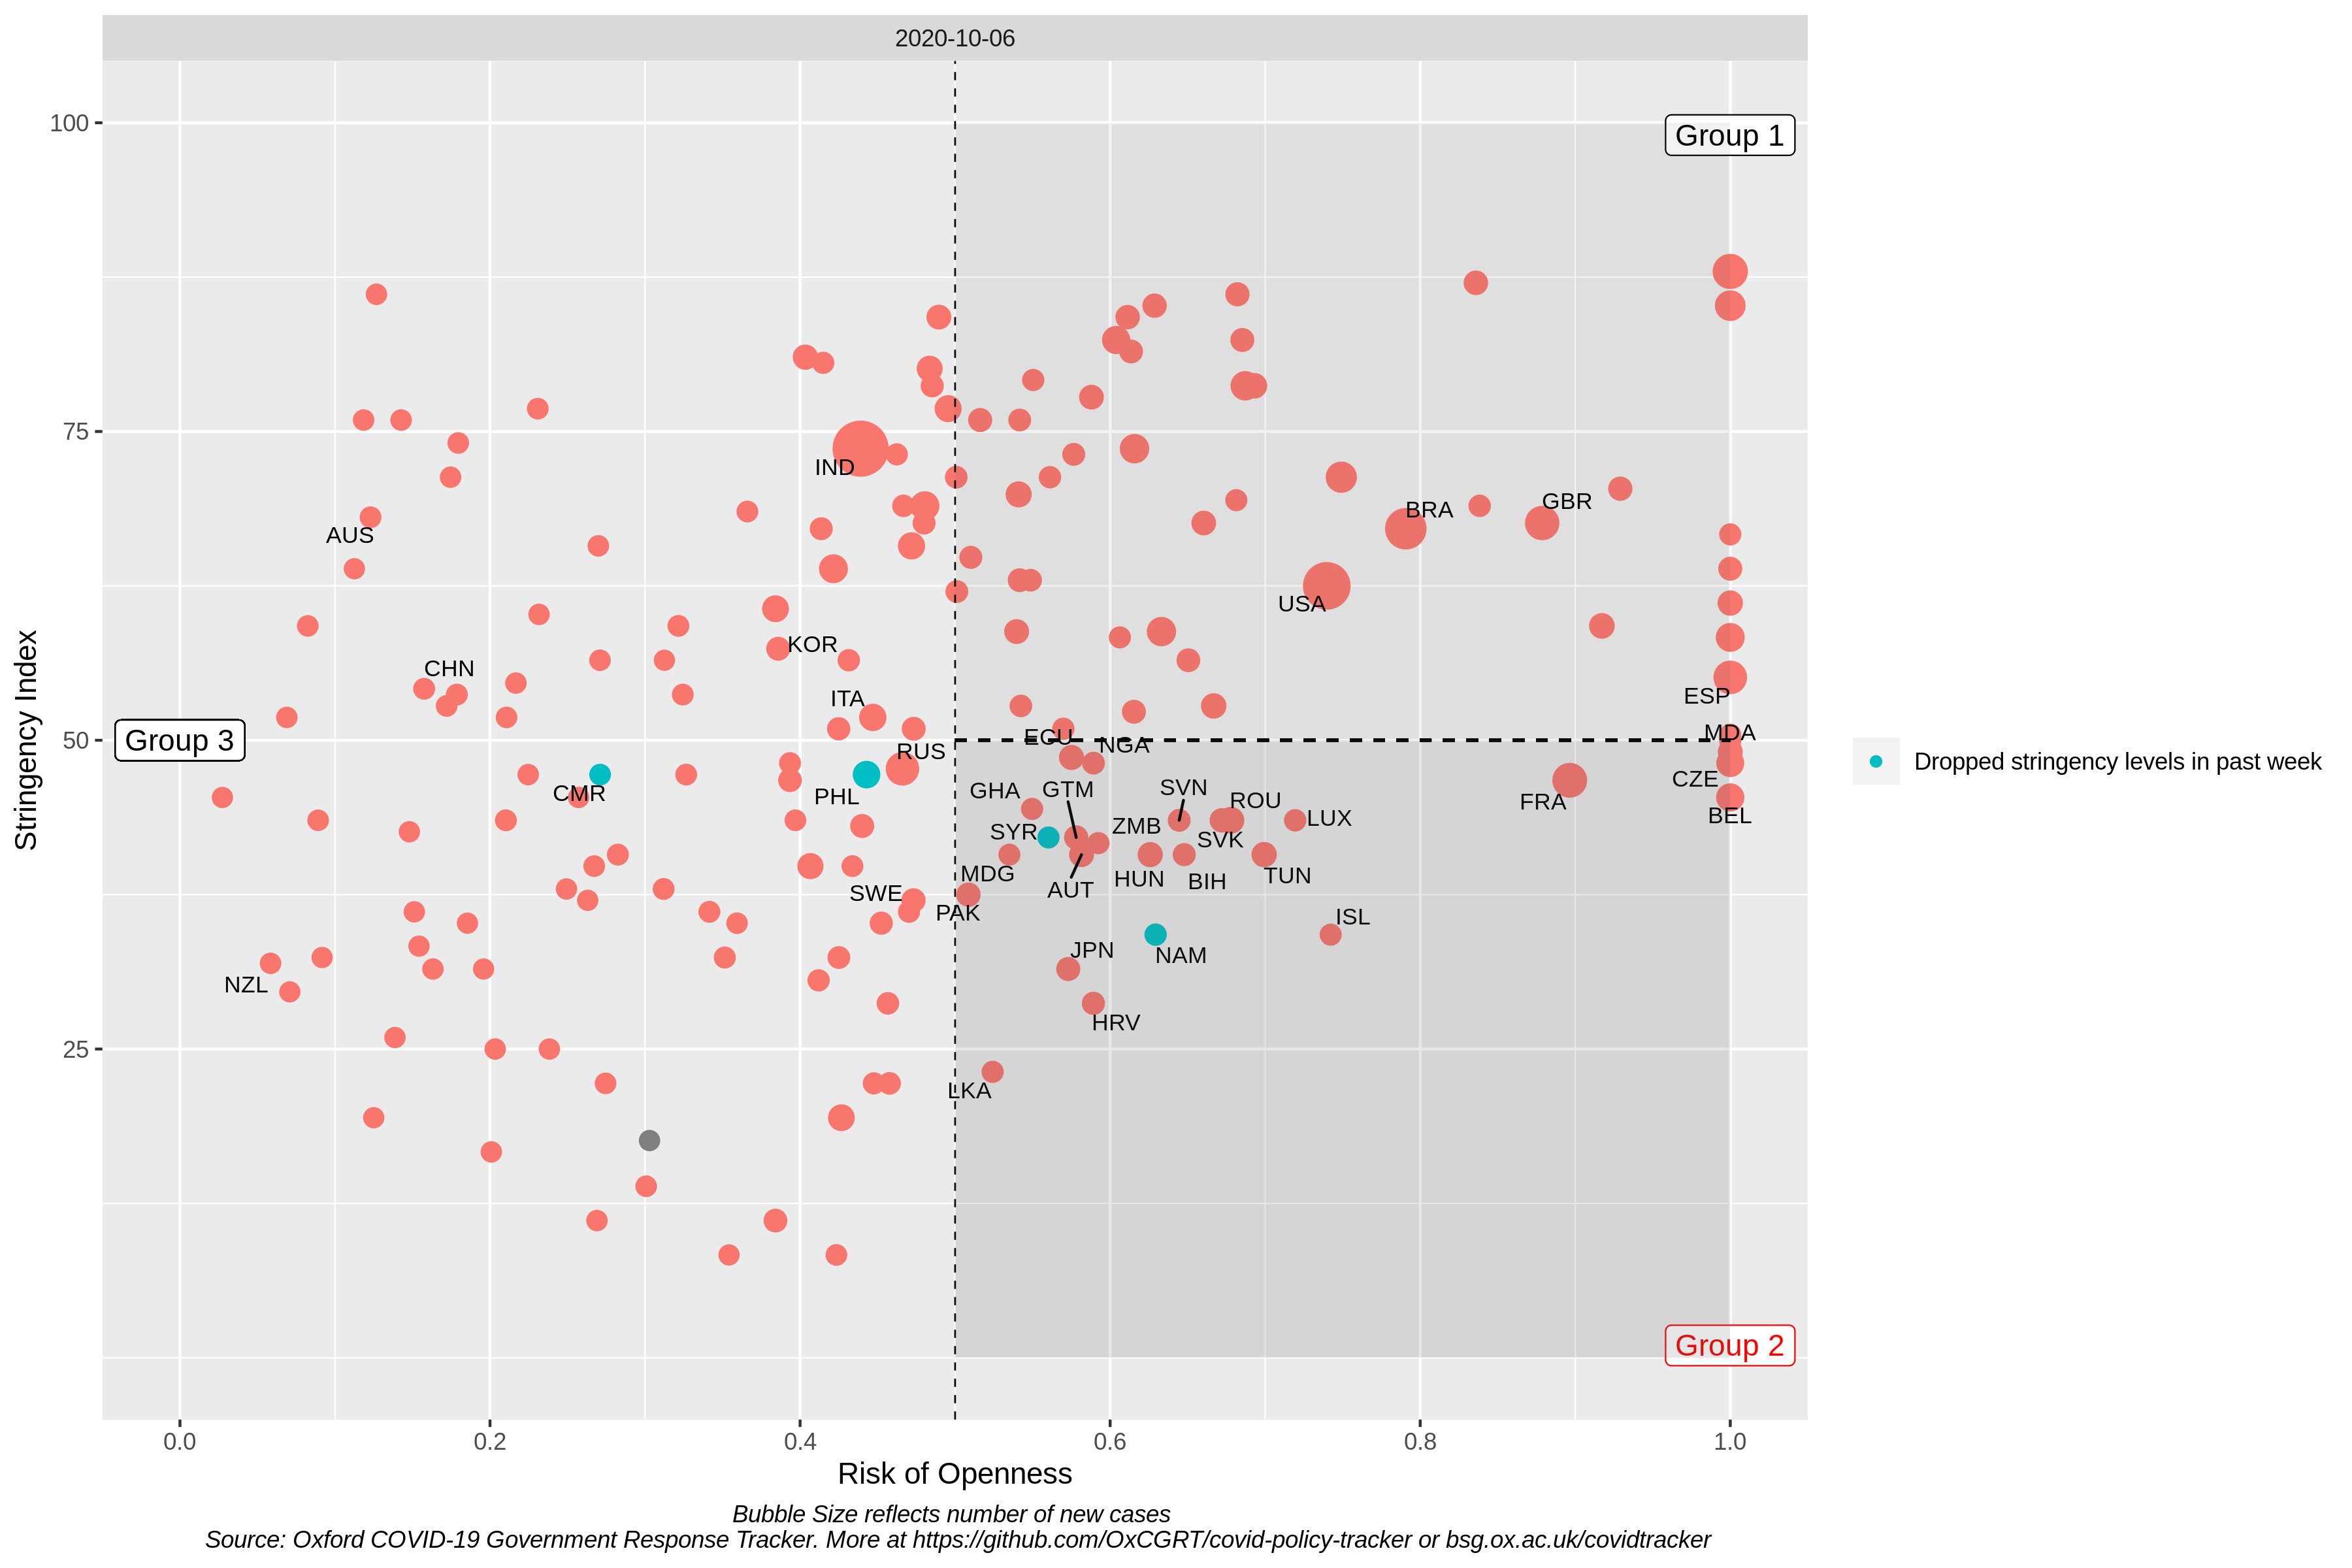 2020-10-06
100
Group 1
75
IND
BRA
GBR
AUS
USA
KOR
CHN
ITA
ESP
Stringency Index
50
Group 3
ECU
NGA
MDA
RUS
CMR
PHL
GHA
GTM
SVN
ROU
FRA
CZE
BEL
SYR
ZMB
SVK
LUX
MDG
AUT
HUN
BIH
TUN
SWE
PAK
ISL
JPN
NAM
NZL
HRV
25
LKA
Group 2
0.0
0.2
0.4
0.6
0.8
1.0
Risk of Openness
Dropped stringency levels in past week
Bubble Size reflects number of new cases
Source: Oxford COVID-19 Government Response Tracker. More at https://github.com/OxCGRT/covid-policy-tracker or bsg.ox.ac.uk/covidtracker